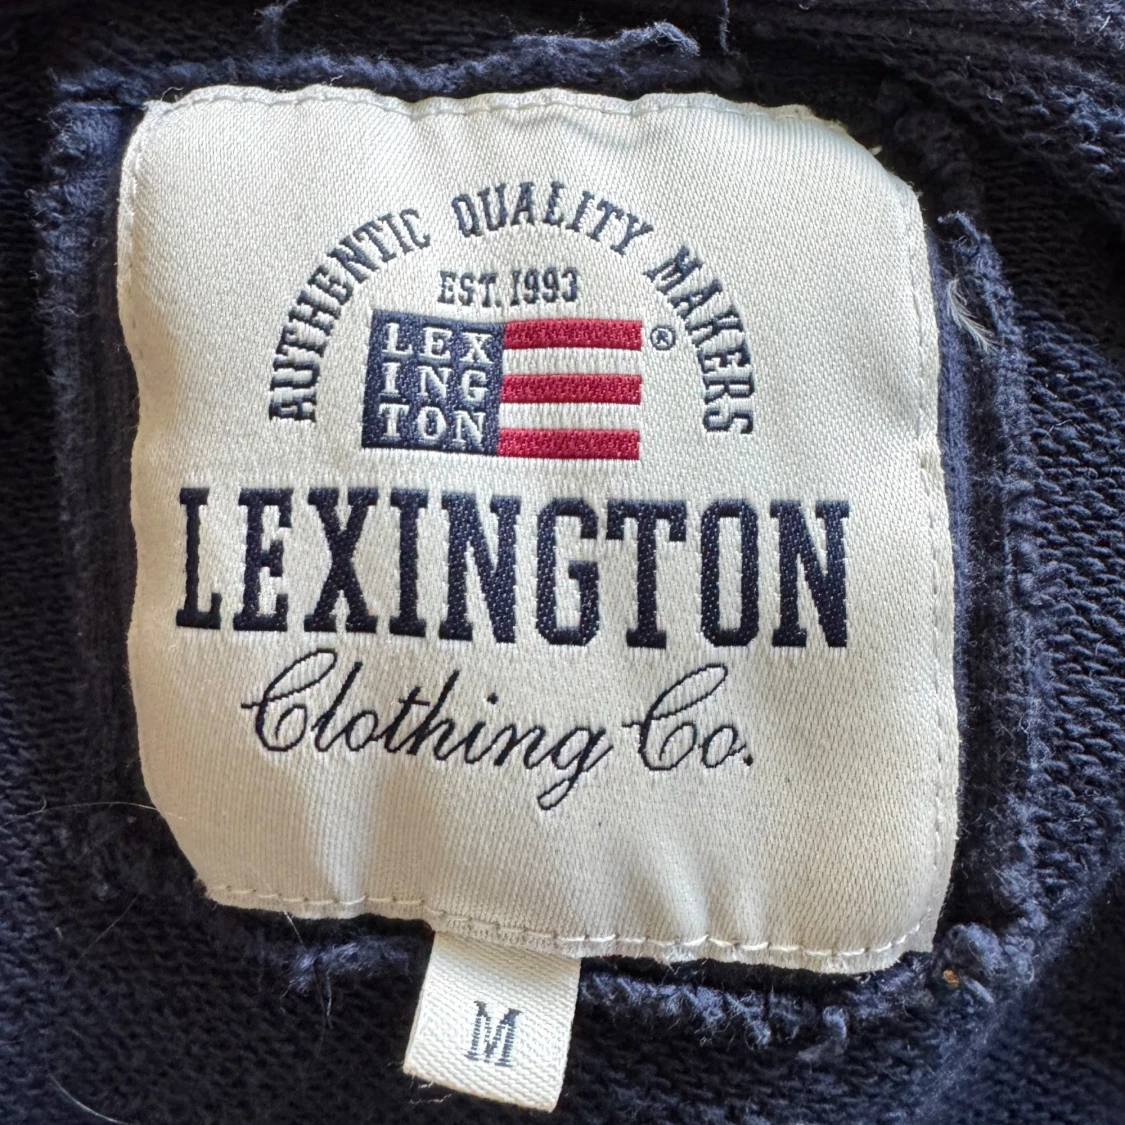 AUTHENTIC QUALITY MAKERS
EST. 1993
LEX
ING
TON
®
LEXINGTON
Clothing Co.
M